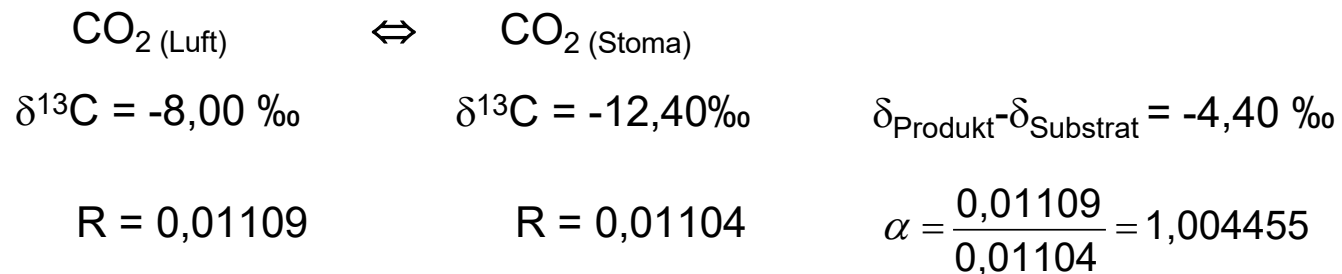 CO₂ (Luft) ⇔ CO₂ (Stoma)
δ¹³C = -8,00 ‰ δ¹³C = -12,40‰ δProdukt-δSubstrat = -4,40 ‰
R = 0,01109 R = 0,01104 α = 0,01109 / 0,01104 = 1,004455